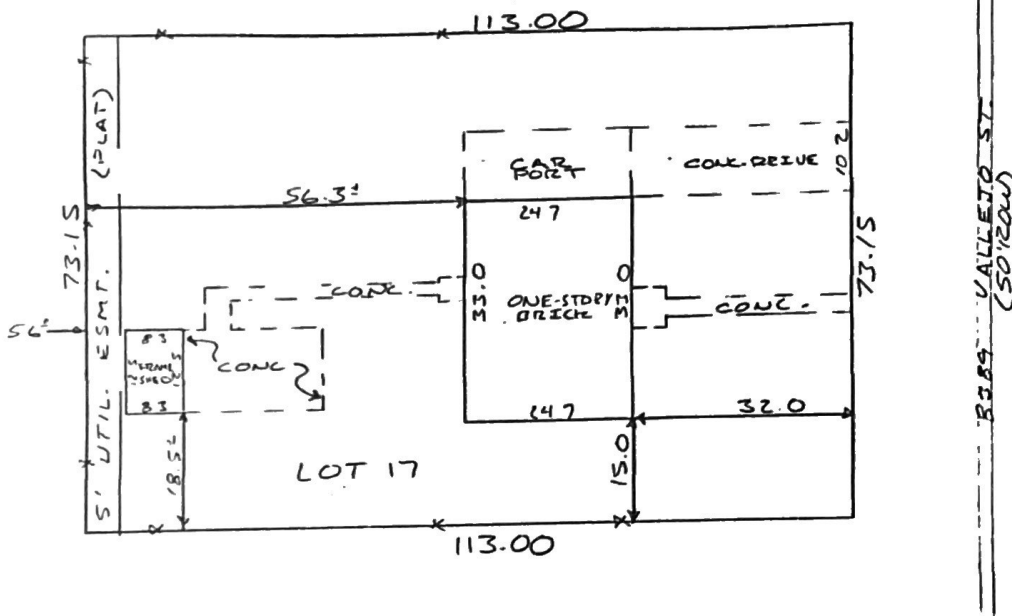 113.00
(PLAT)
CAR
PORT
CONC. DRIVE
10.2
56.3±
24.7
73.15
73.15
CONC.
ONE-STORY
BRICK
CONC.
8.3
CONC
8.3
24.7
32.0
18.5±
15.0
LOT 17
5' UTIL. ESMT.
113.00
VALLEJO ST.
(50' ROW)